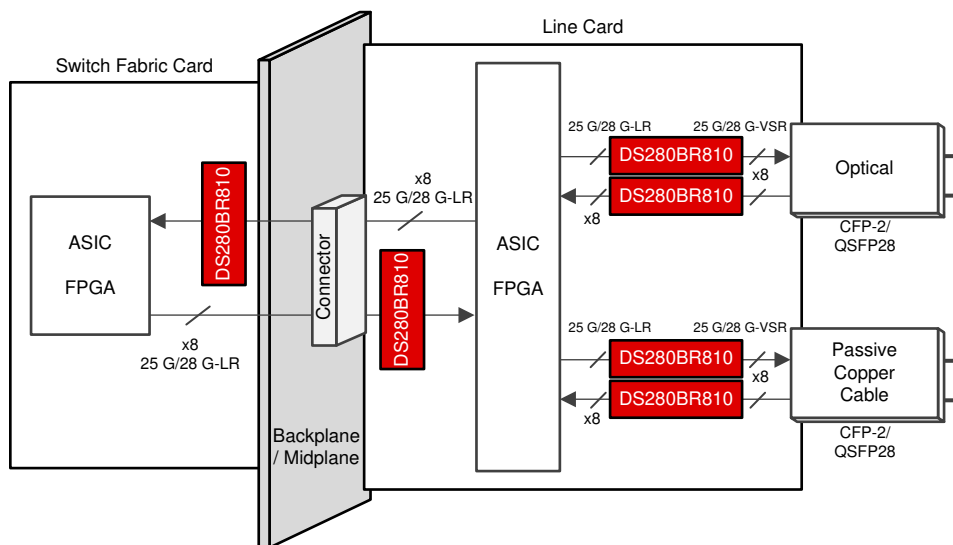 Switch Fabric Card
ASIC
FPGA
DS280BR810
x8
25 G/28 G-LR
Backplane
/ Midplane
Connector
Line Card
x8
25 G/28 G-LR
DS280BR810
ASIC
FPGA
25 G/28 G-LR
25 G/28 G-VSR
DS280BR810
x8
DS280BR810
x8
Optical
CFP-2/
QSFP28
25 G/28 G-LR
25 G/28 G-VSR
DS280BR810
x8
DS280BR810
x8
Passive
Copper
Cable
CFP-2/
QSFP28